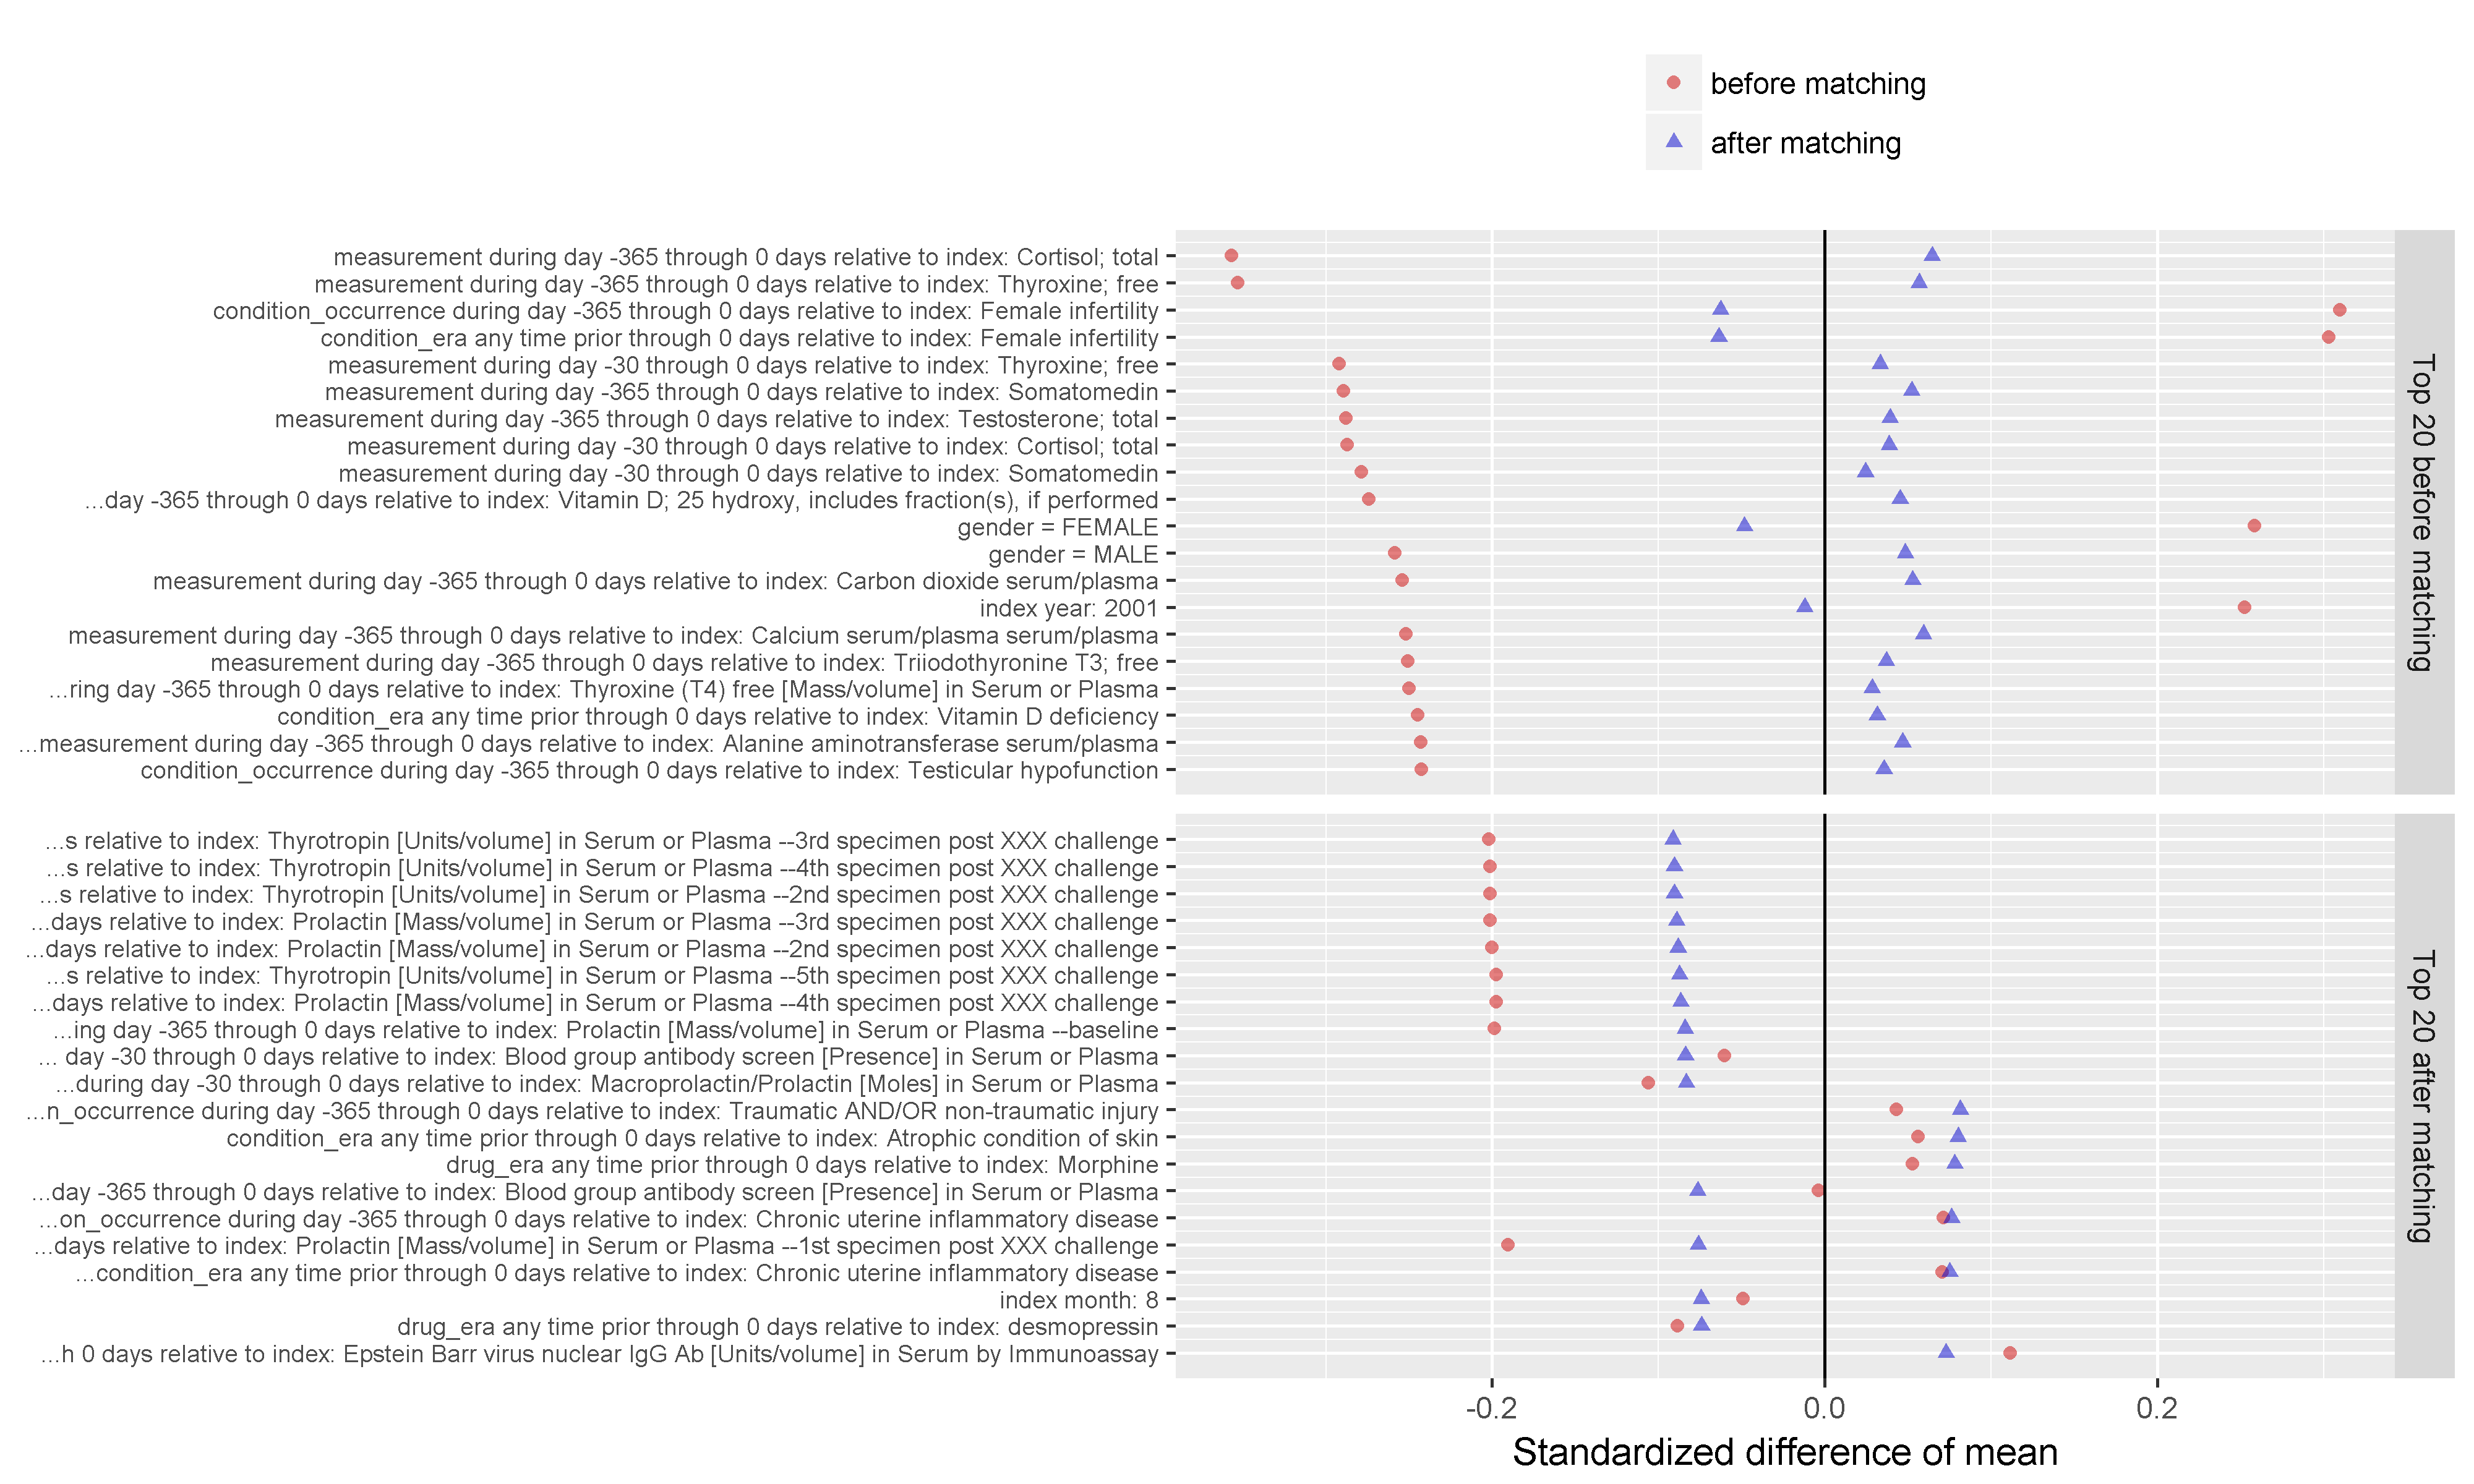 before matching
after matching
measurement during day -365 through 0 days relative to index: Cortisol; total
measurement during day -365 through 0 days relative to index: Thyroxine; free
condition_occurrence during day -365 through 0 days relative to index: Female infertility
condition_era any time prior through 0 days relative to index: Female infertility
measurement during day -30 through 0 days relative to index: Thyroxine; free
measurement during day -365 through 0 days relative to index: Somatomedin
measurement during day -365 through 0 days relative to index: Testosterone; total
measurement during day -30 through 0 days relative to index: Cortisol; total
measurement during day -30 through 0 days relative to index: Somatomedin
...day -365 through 0 days relative to index: Vitamin D; 25 hydroxy, includes fraction(s), if performed
gender = FEMALE
gender = MALE
measurement during day -365 through 0 days relative to index: Carbon dioxide serum/plasma
index year: 2001
measurement during day -365 through 0 days relative to index: Calcium serum/plasma serum/plasma
measurement during day -365 through 0 days relative to index: Triiodothyronine T3; free
...ring day -365 through 0 days relative to index: Thyroxine (T4) free [Mass/volume] in Serum or Plasma
condition_era any time prior through 0 days relative to index: Vitamin D deficiency
...measurement during day -365 through 0 days relative to index: Alanine aminotransferase serum/plasma
condition_occurrence during day -365 through 0 days relative to index: Testicular hypofunction
Top 20 before matching
...s relative to index: Thyrotropin [Units/volume] in Serum or Plasma --3rd specimen post XXX challenge
...s relative to index: Thyrotropin [Units/volume] in Serum or Plasma --4th specimen post XXX challenge
...s relative to index: Thyrotropin [Units/volume] in Serum or Plasma --2nd specimen post XXX challenge
...days relative to index: Prolactin [Mass/volume] in Serum or Plasma --3rd specimen post XXX challenge
...days relative to index: Prolactin [Mass/volume] in Serum or Plasma --2nd specimen post XXX challenge
...s relative to index: Thyrotropin [Units/volume] in Serum or Plasma --5th specimen post XXX challenge
...days relative to index: Prolactin [Mass/volume] in Serum or Plasma --4th specimen post XXX challenge
...ing day -365 through 0 days relative to index: Prolactin [Mass/volume] in Serum or Plasma --baseline
... day -30 through 0 days relative to index: Blood group antibody screen [Presence] in Serum or Plasma
...during day -30 through 0 days relative to index: Macroprolactin/Prolactin [Moles] in Serum or Plasma
...n_occurrence during day -365 through 0 days relative to index: Traumatic AND/OR non-traumatic injury
condition_era any time prior through 0 days relative to index: Atrophic condition of skin
drug_era any time prior through 0 days relative to index: Morphine
...day -365 through 0 days relative to index: Blood group antibody screen [Presence] in Serum or Plasma
...on_occurrence during day -365 through 0 days relative to index: Chronic uterine inflammatory disease
...days relative to index: Prolactin [Mass/volume] in Serum or Plasma --1st specimen post XXX challenge
...condition_era any time prior through 0 days relative to index: Chronic uterine inflammatory disease
index month: 8
drug_era any time prior through 0 days relative to index: desmopressin
...h 0 days relative to index: Epstein Barr virus nuclear IgG Ab [Units/volume] in Serum by Immunoassay
Top 20 after matching
-0.2
0.0
0.2
Standardized difference of mean